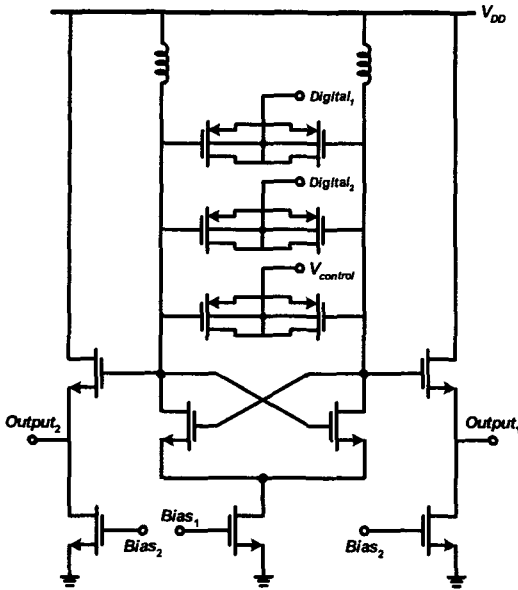 V_DD
Digital_1
Digital_2
V_control
Output_2
Output_1
Bias_1
Bias_2
Bias_2